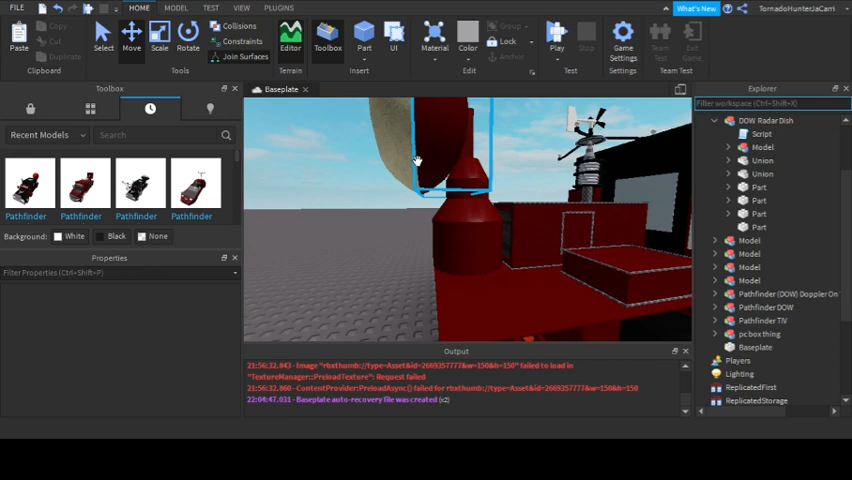 FILE HOME MODEL TEST VIEW PLUGINS What's New TornadoHunterJaCarri
Paste Copy Cut Duplicate Select Move Scale Rotate Collisions Constraints Join Surfaces Editor Toolbox Part UI Material Color Group Lock Anchor Play Stop Game Settings Team Test Exit Game
Clipboard Tools Terrain Insert Edit Test Settings Team Test
Toolbox Baseplate Explorer
Filter workspace (Ctrl+Shift+X)
DOW Radar Dish
Script
Recent Models Search
Model
Union
Union
Part
Part
Part
Pathfinder Pathfinder Pathfinder Pathfinder
Part
Background: White Black None
Model
Model
Properties
Model
Filter Properties (Ctrl+Shift+P)
Model
Pathfinder (DOW) Doppler On
Pathfinder DOW
Pathfinder TIV
pc box thing
Output
Baseplate
21:56:32.843 - Image "rbxthumb://type=Asset&id=2669357777&w=150&h=150" failed to load in
"TextureManager::PreloadTexture": Request failed
21:56:32.860 - ContentProvider:PreloadAsync() failed for rbxthumb://type=Asset&id=2669357777&w=150&h=150
22:04:47.031 - Baseplate auto-recovery file was created (x2)
Players
Lighting
ReplicatedFirst
ReplicatedStorage